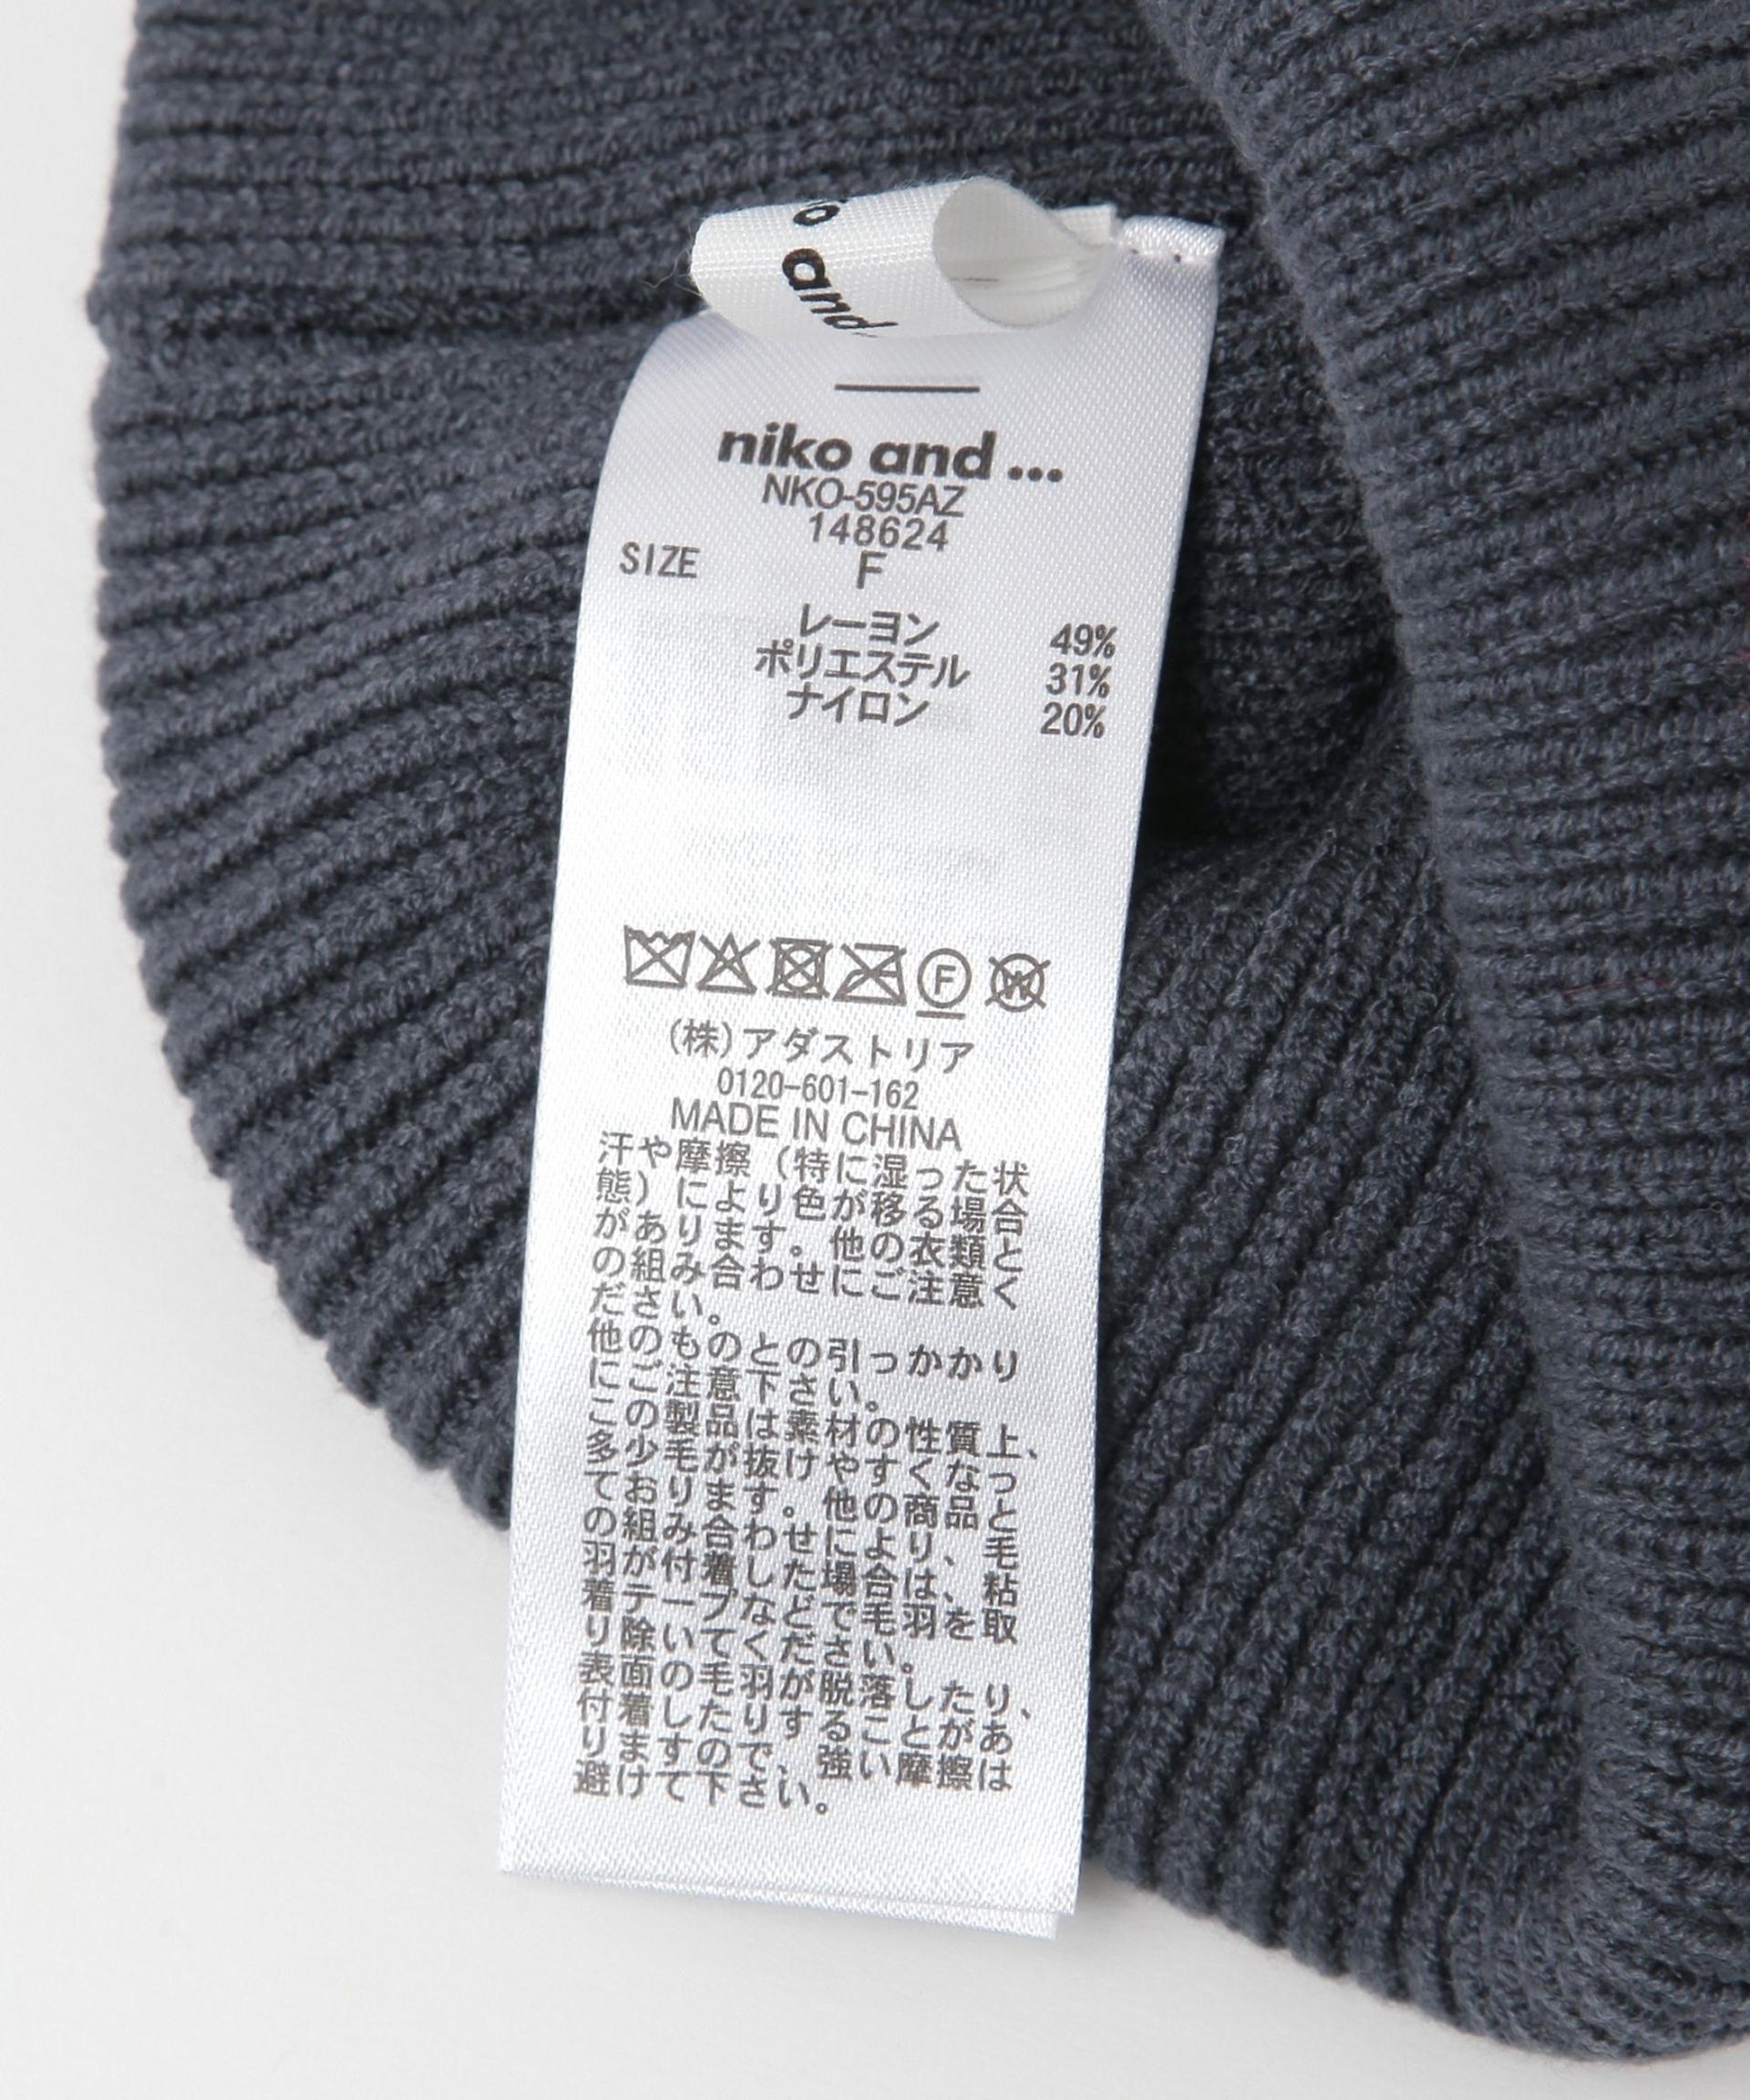 o and
niko and ...
NKO-595AZ
148624
SIZE F
レーヨン 49%
ポリエステル 31%
ナイロン 20%
F W
(株)アダストリア
0120-601-162
MADE IN CHINA
汗や摩擦(特に湿った状
態)により色が移る場合
があります。他の衣類と
の組み合わせにご注意く
ださい。
他のものとの引っかかり
にご注意下さい。
この製品は素材の性質上、
多少毛が抜けやすくなっ
ております。他の商品と
の組み合わせにより、毛
羽が付着した場合は、粘
着テープなどで毛羽を取
り除いてください。
表面の毛羽が脱落したり、
付着したりすることがあ
りますので、強い摩擦は
避けて下さい。